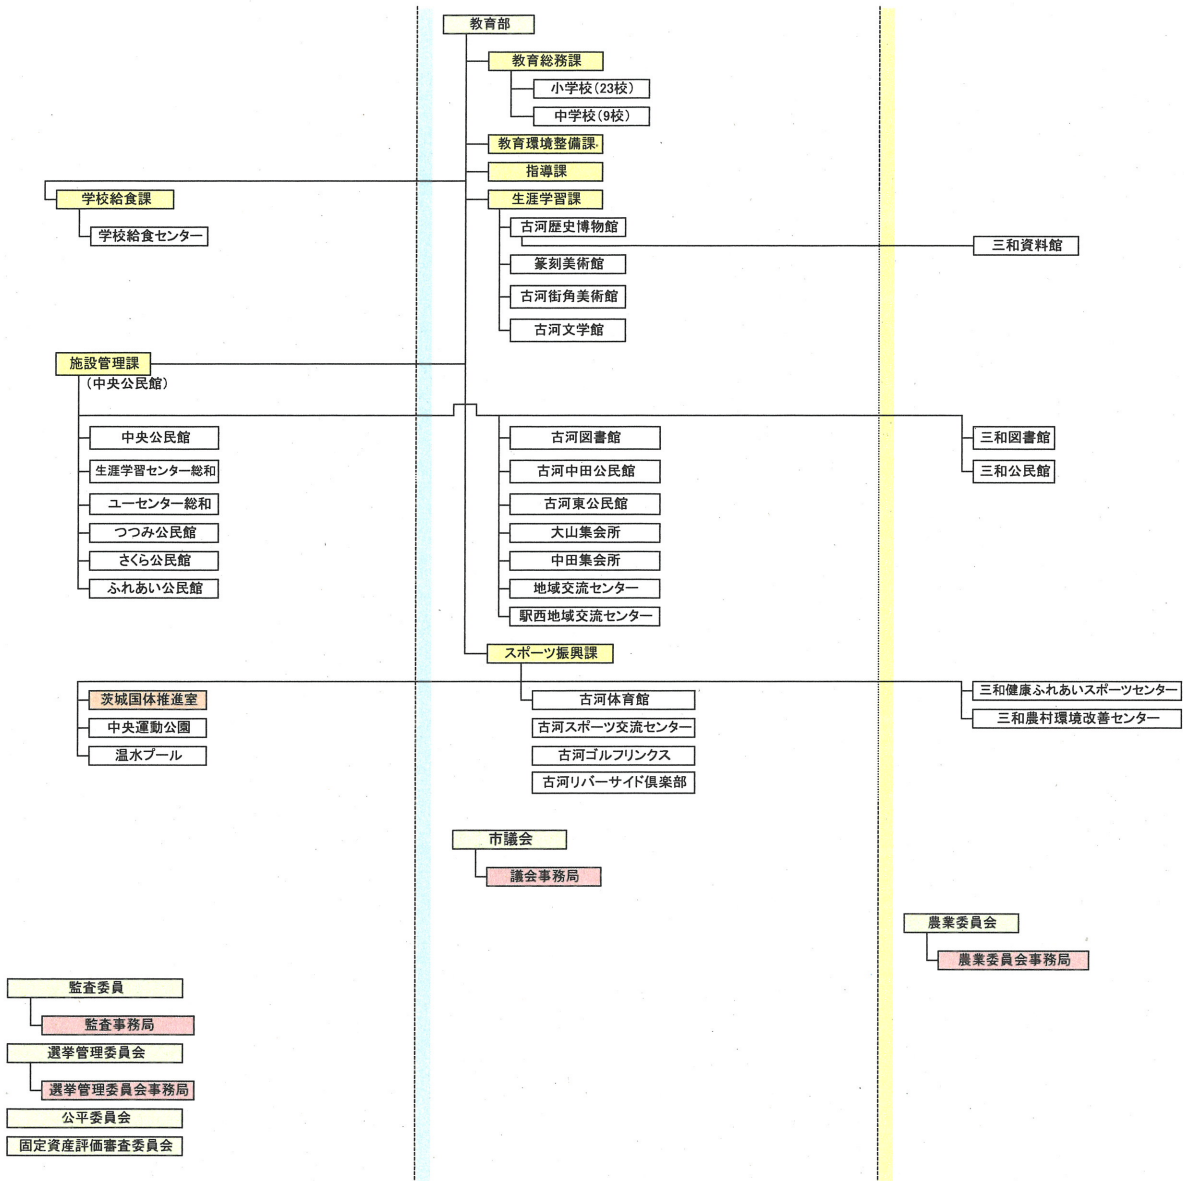 教育部
教育総務課
小学校(23校)
中学校(9校)
教育環境整備課
指導課
学校給食課
生涯学習課
学校給食センター
古河歴史博物館
三和資料館
篆刻美術館
古河街角美術館
古河文学館
施設管理課
(中央公民館)
中央公民館
古河図書館
三和図書館
生涯学習センター総和
古河中田公民館
三和公民館
ユーセンター総和
古河東公民館
つつみ公民館
大山集会所
さくら公民館
中田集会所
ふれあい公民館
地域交流センター
駅西地域交流センター
スポーツ振興課
茨城国体推進室
古河体育館
三和健康ふれあいスポーツセンター
中央運動公園
古河スポーツ交流センター
三和農村環境改善センター
温水プール
古河ゴルフリンクス
古河リバーサイド倶楽部
市議会
議会事務局
農業委員会
農業委員会事務局
監査委員
監査事務局
選挙管理委員会
選挙管理委員会事務局
公平委員会
固定資産評価審査委員会